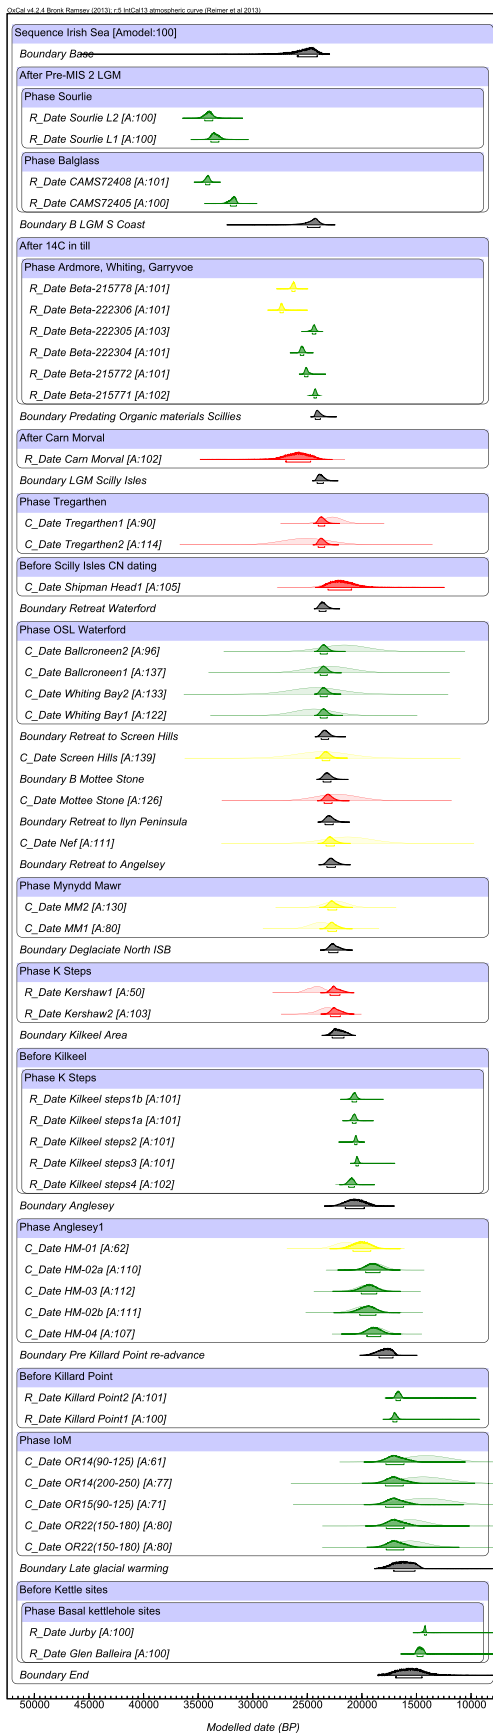 OxCal v4.2.4 Bronk Ramsey (2013); r:5 IntCal13 atmospheric curve (Reimer et al 2013)
Sequence Irish Sea [Amodel:100]
Boundary Base
After Pre-MIS 2 LGM
Phase Sourlie
R_Date Sourlie L2 [A:100]
R_Date Sourlie L1 [A:100]
Phase Balglass
R_Date CAMS72408 [A:101]
R_Date CAMS72405 [A:100]
Boundary B LGM S Coast
After 14C in till
Phase Ardmore, Whiting, Garryvoe
R_Date Beta-215778 [A:101]
R_Date Beta-222306 [A:101]
R_Date Beta-222305 [A:103]
R_Date Beta-222304 [A:101]
R_Date Beta-215772 [A:101]
R_Date Beta-215771 [A:102]
Boundary Predating Organic materials Scillies
After Carn Morval
R_Date Carn Morval [A:102]
Boundary LGM Scilly Isles
Phase Tregarthen
C_Date Tregarthen1 [A:90]
C_Date Tregarthen2 [A:114]
Before Scilly Isles CN dating
C_Date Shipman Head1 [A:105]
Boundary Retreat Waterford
Phase OSL Waterford
C_Date Ballcroneen2 [A:96]
C_Date Ballcroneen1 [A:137]
C_Date Whiting Bay2 [A:133]
C_Date Whiting Bay1 [A:122]
Boundary Retreat to Screen Hills
C_Date Screen Hills [A:139]
Boundary B Mottee Stone
C_Date Mottee Stone [A:126]
Boundary Retreat to llyn Peninsula
C_Date Nef [A:111]
Boundary Retreat to Angelsey
Phase Mynydd Mawr
C_Date MM2 [A:130]
C_Date MM1 [A:80]
Boundary Deglaciate North ISB
Phase K Steps
R_Date Kershaw1 [A:50]
R_Date Kershaw2 [A:103]
Boundary Kilkeel Area
Before Kilkeel
Phase K Steps
R_Date Kilkeel steps1b [A:101]
R_Date Kilkeel steps1a [A:101]
R_Date Kilkeel steps2 [A:101]
R_Date Kilkeel steps3 [A:101]
R_Date Kilkeel steps4 [A:102]
Boundary Anglesey
Phase Anglesey1
C_Date HM-01 [A:62]
C_Date HM-02a [A:110]
C_Date HM-03 [A:112]
C_Date HM-02b [A:111]
C_Date HM-04 [A:107]
Boundary Pre Killard Point re-advance
Before Killard Point
R_Date Killard Point2 [A:101]
R_Date Killard Point1 [A:100]
Phase IoM
C_Date OR14(90-125) [A:61]
C_Date OR14(200-250) [A:77]
C_Date OR15(90-125) [A:71]
C_Date OR22(150-180) [A:80]
C_Date OR22(150-180) [A:80]
Boundary Late glacial warming
Before Kettle sites
Phase Basal kettlehole sites
R_Date Jurby [A:100]
R_Date Glen Balleira [A:100]
Boundary End
50000 45000 40000 35000 30000 25000 20000 15000 10000
Modelled date (BP)